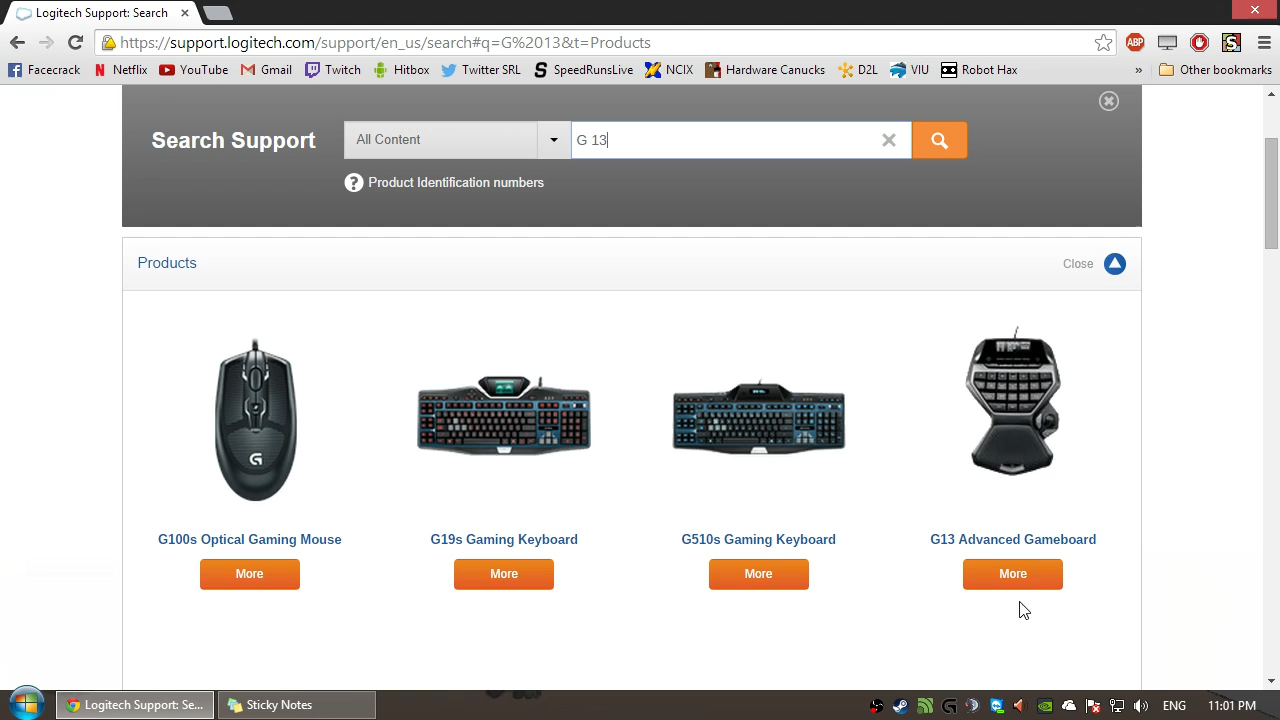 Logitech Support: Search
https://support.logitech.com/support/en_us/search#q=G%2013&t=Products
ABP
Facecrack Netflix YouTube Gmail Twitch Hitbox Twitter SRL SpeedRunsLive NCIX Hardware Canucks D2L VIU Robot Hax » Other bookmarks
Search Support All Content G 13
? Product Identification numbers
Products Close
G100s Optical Gaming Mouse G19s Gaming Keyboard G510s Gaming Keyboard G13 Advanced Gameboard
More More More More
Logitech Support: Se... Sticky Notes ENG 11:01 PM